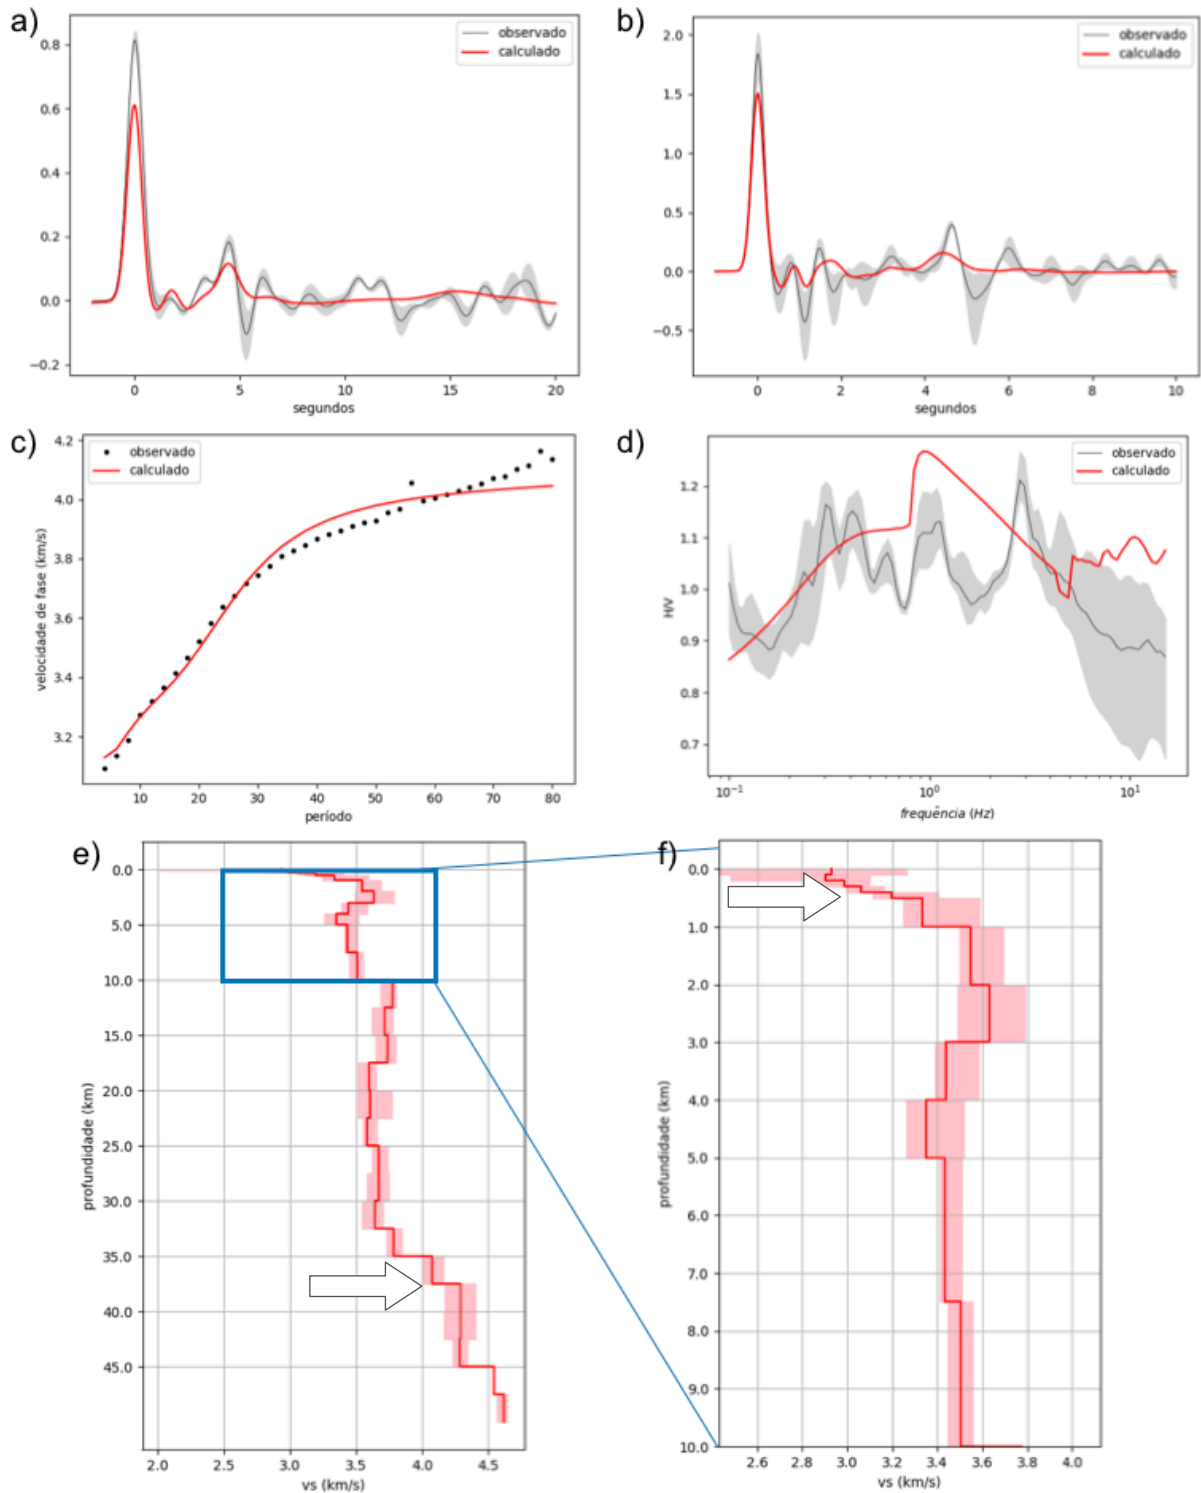 a)
observado
calculado
0.8
0.6
0.4
0.2
0.0
−0.2
0 5 10 15 20
segundos
b)
observado
calculado
2.0
1.5
1.0
0.5
0.0
−0.5
0 2 4 6 8 10
segundos
c)
observado
calculado
4.2
4.0
3.8
3.6
3.4
3.2
velocidade de fase (km/s)
10 20 30 40 50 60 70 80
período
d)
observado
calculado
1.2
1.1
1.0
0.9
0.8
0.7
H/V
10⁻¹ 10⁰ 10¹
frequência (Hz)
e)
0.0
5.0
10.0
15.0
20.0
25.0
30.0
35.0
40.0
45.0
profundidade (km)
2.0 2.5 3.0 3.5 4.0 4.5
vs (km/s)
f)
0.0
1.0
2.0
3.0
4.0
5.0
6.0
7.0
8.0
9.0
10.0
profundidade (km)
2.6 2.8 3.0 3.2 3.4 3.6 3.8 4.0
vs (km/s)